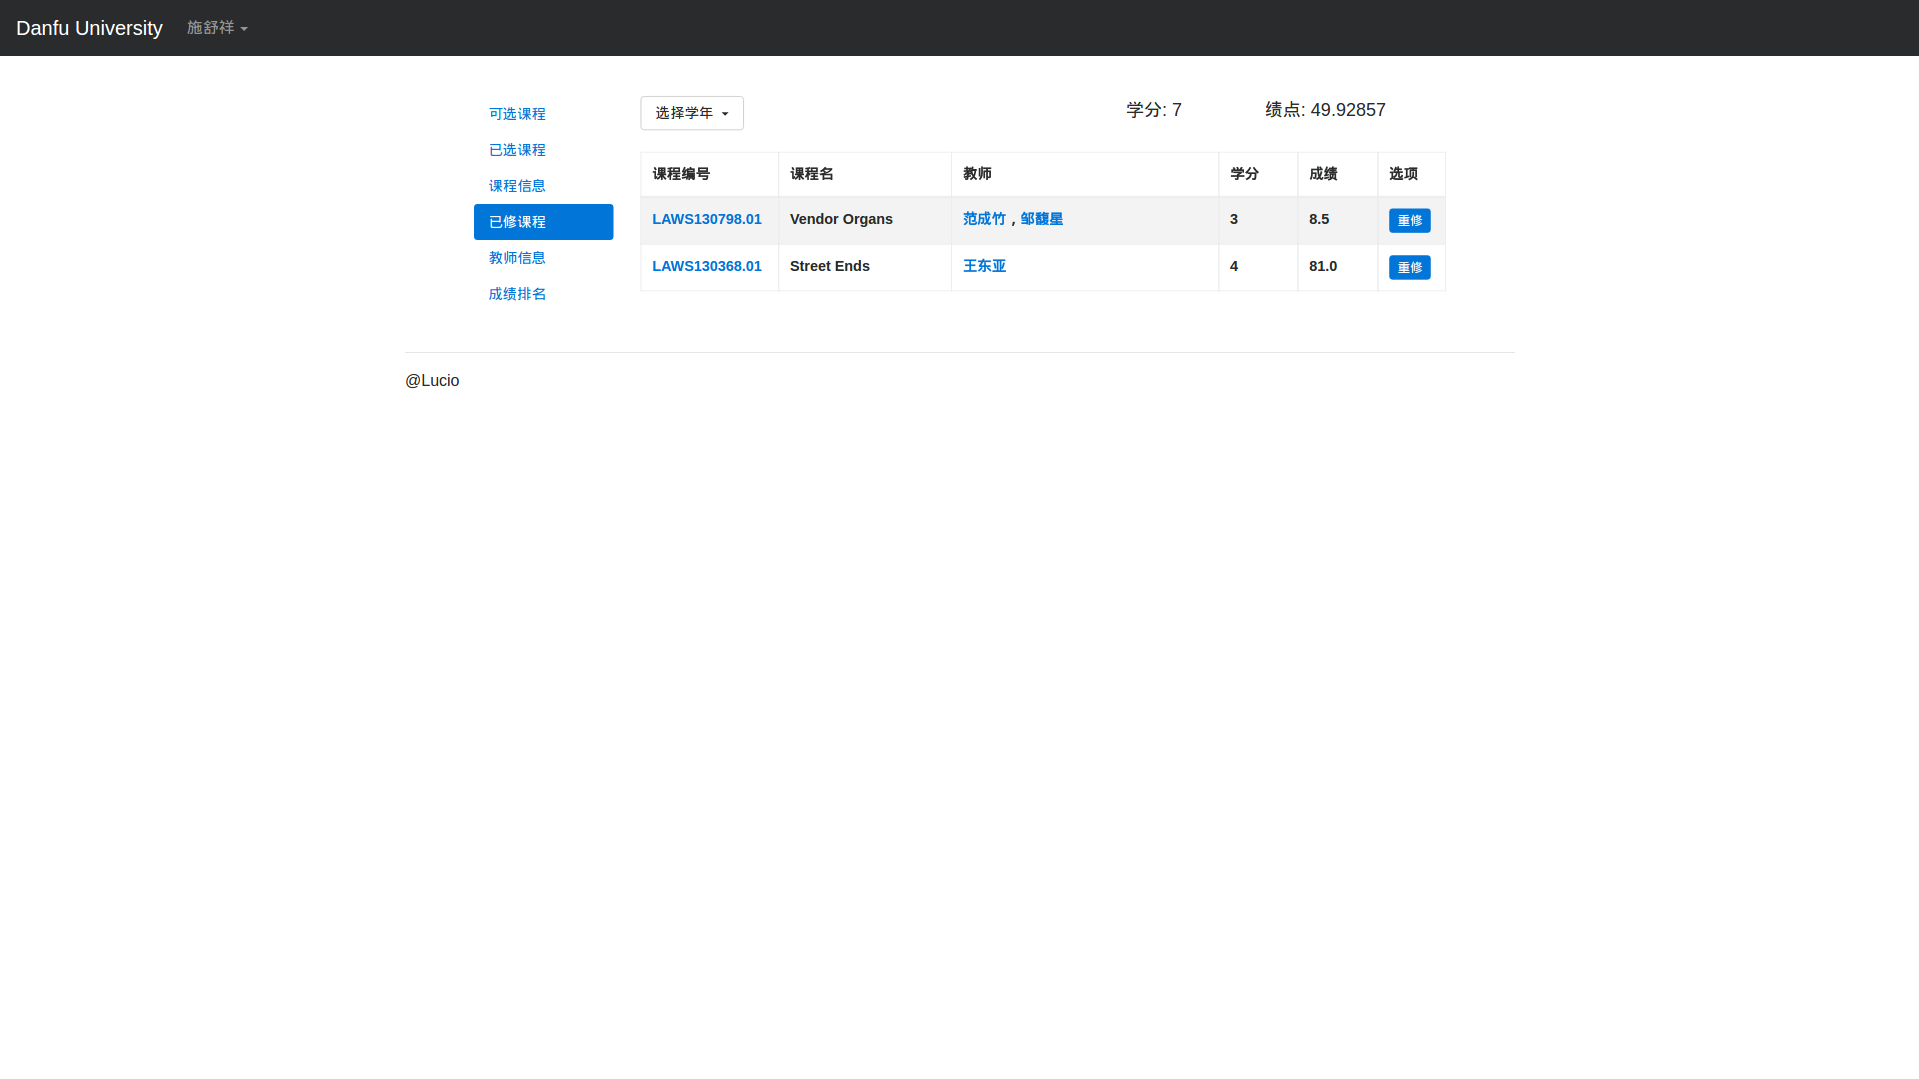 Danfu University 施舒祥
可选课程
已选课程
课程信息
已修课程
教师信息
成绩排名
选择学年 学分: 7 绩点: 49.92857
课程编号 课程名 教师 学分 成绩 选项
LAWS130798.01 Vendor Organs 范成竹 , 邹馥星 3 8.5 重修
LAWS130368.01 Street Ends 王东亚 4 81.0 重修
@Lucio